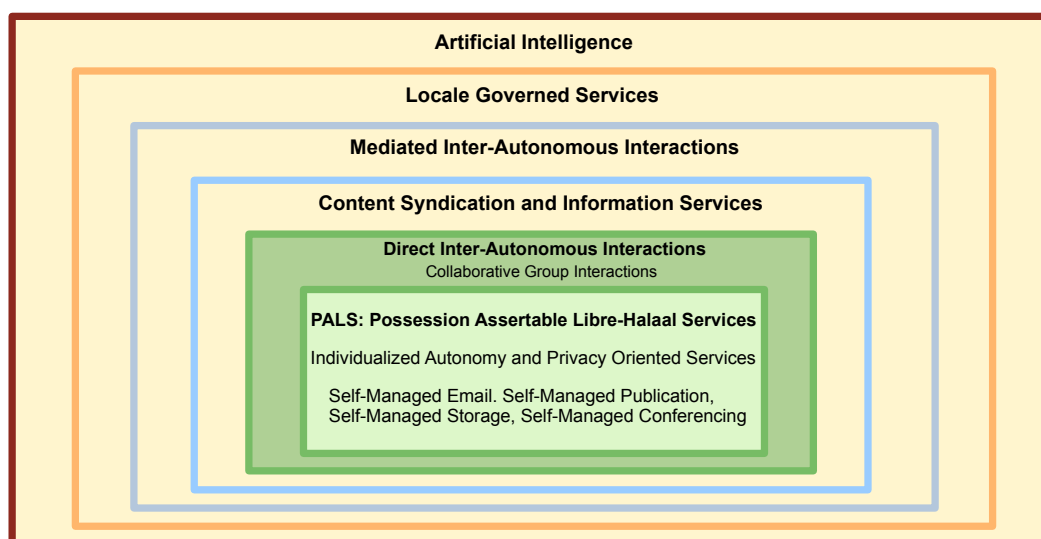 Artificial Intelligence
Locale Governed Services
Mediated Inter-Autonomous Interactions
Content Syndication and Information Services
Direct Inter-Autonomous Interactions
Collaborative Group Interactions
PALS: Possession Assertable Libre-Halaal Services
Individualized Autonomy and Privacy Oriented Services
Self-Managed Email. Self-Managed Publication,
Self-Managed Storage, Self-Managed Conferencing